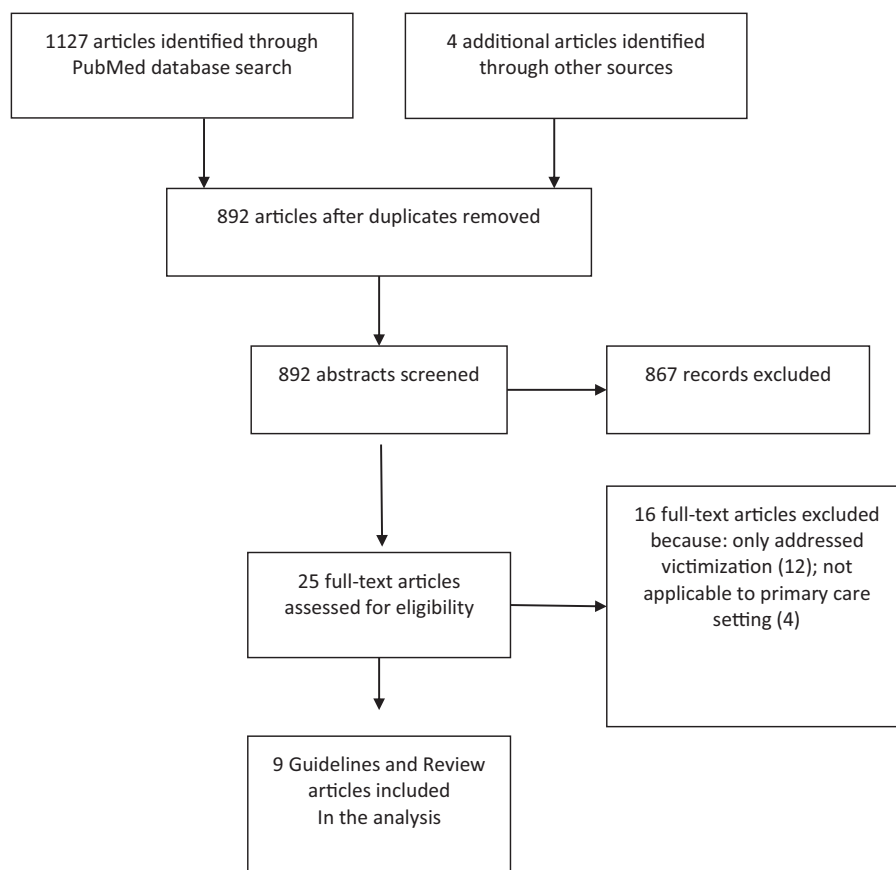 1127 articles identified through
PubMed database search
4 additional articles identified
through other sources
892 articles after duplicates removed
892 abstracts screened
867 records excluded
25 full-text articles
assessed for eligibility
16 full-text articles excluded
because: only addressed
victimization (12); not
applicable to primary care
setting (4)
9 Guidelines and Review
articles included
In the analysis